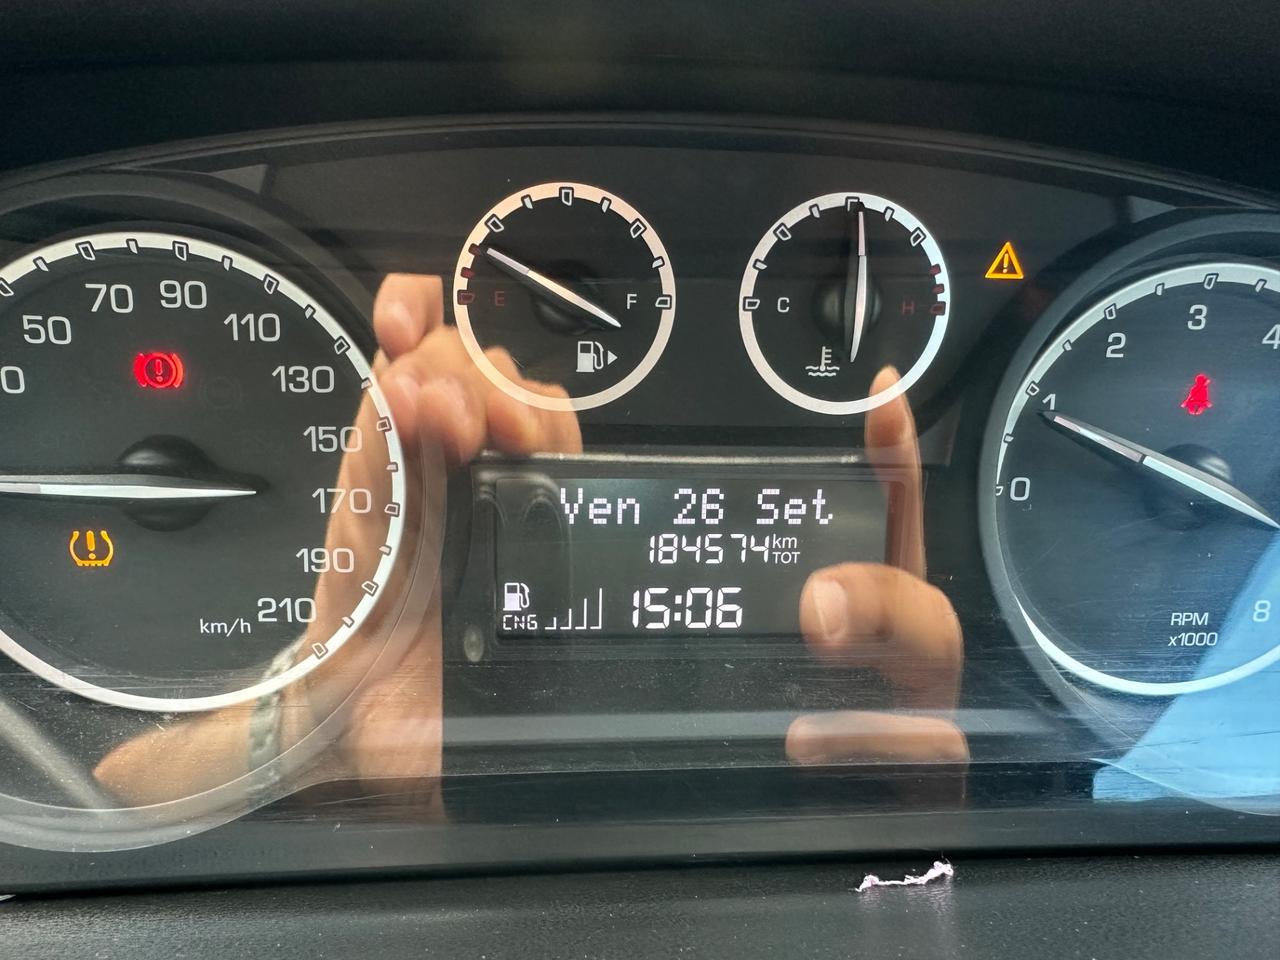 50 70 90 110 130 150 170 190 210
km/h
E F
C H
Ven 26 Set
184574 km TOT
CNG 15:06
0 1 2 3 4 8
RPM
x1000